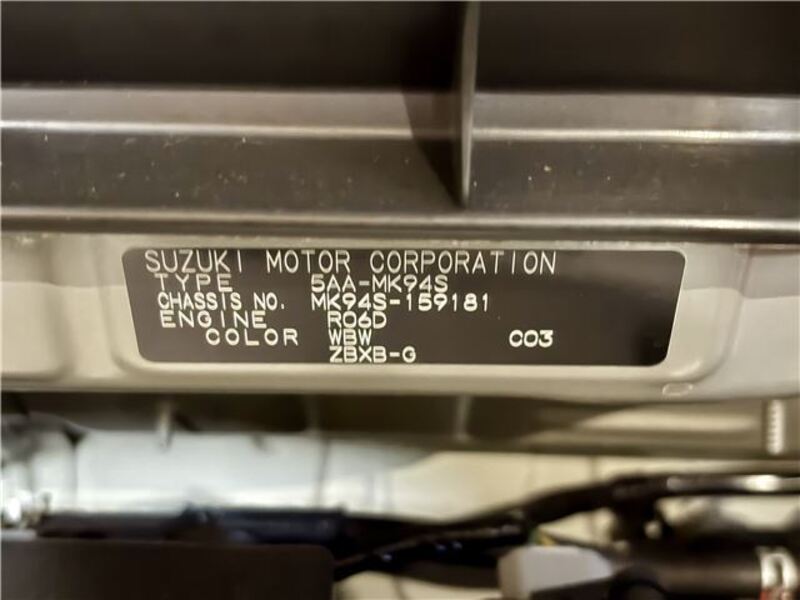 SUZUKI MOTOR CORPORATION
TYPE 5AA-MK94S
CHASSIS NO. MK94S-159181
ENGINE R06D
COLOR WBW C03
ZBXB-G